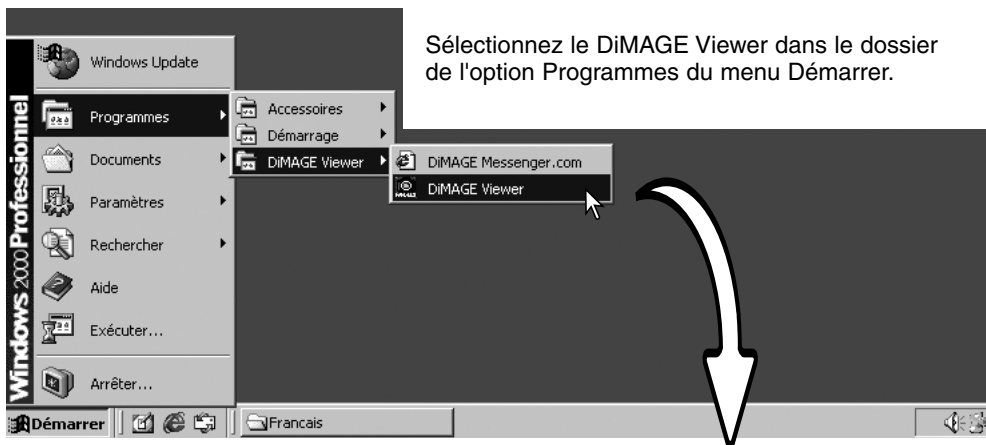 Sélectionnez le DiMAGE Viewer dans le dossier
de l'option Programmes du menu Démarrer.
Windows 2000 Professionnel
Windows Update
Programmes
Documents
Paramètres
Rechercher
Aide
Exécuter...
Arrêter...
Accessoires
Démarrage
DiMAGE Viewer
DiMAGE Messenger.com
DiMAGE Viewer
Démarrer
Francais